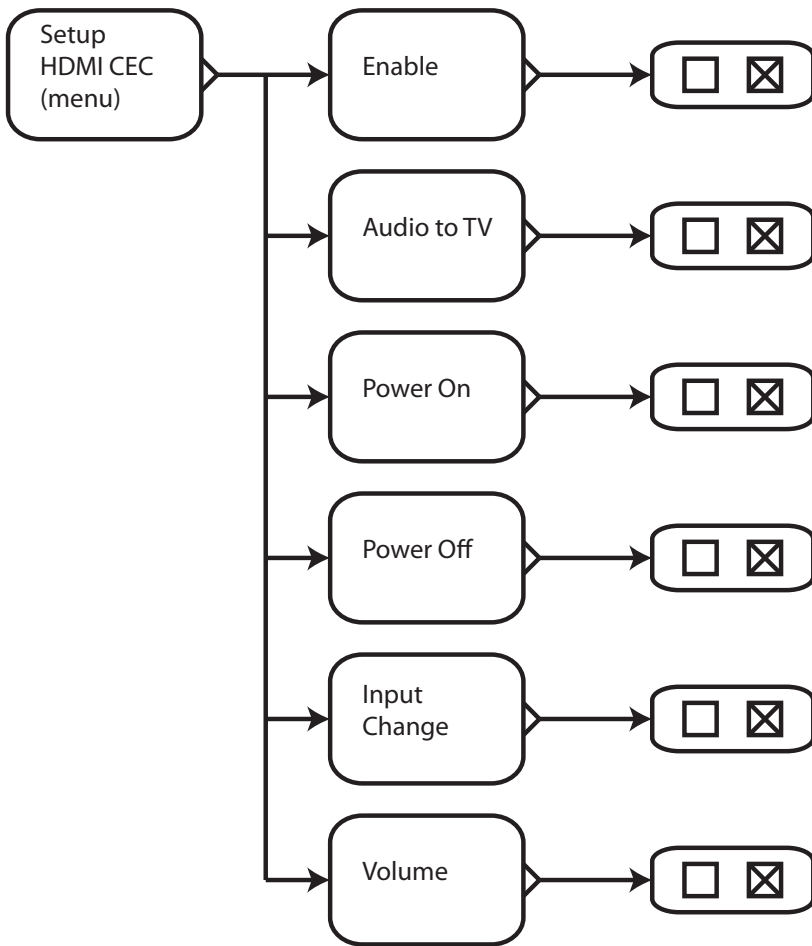 Setup
HDMI CEC
(menu)
Enable
Audio to TV
Power On
Power Off
Input
Change
Volume